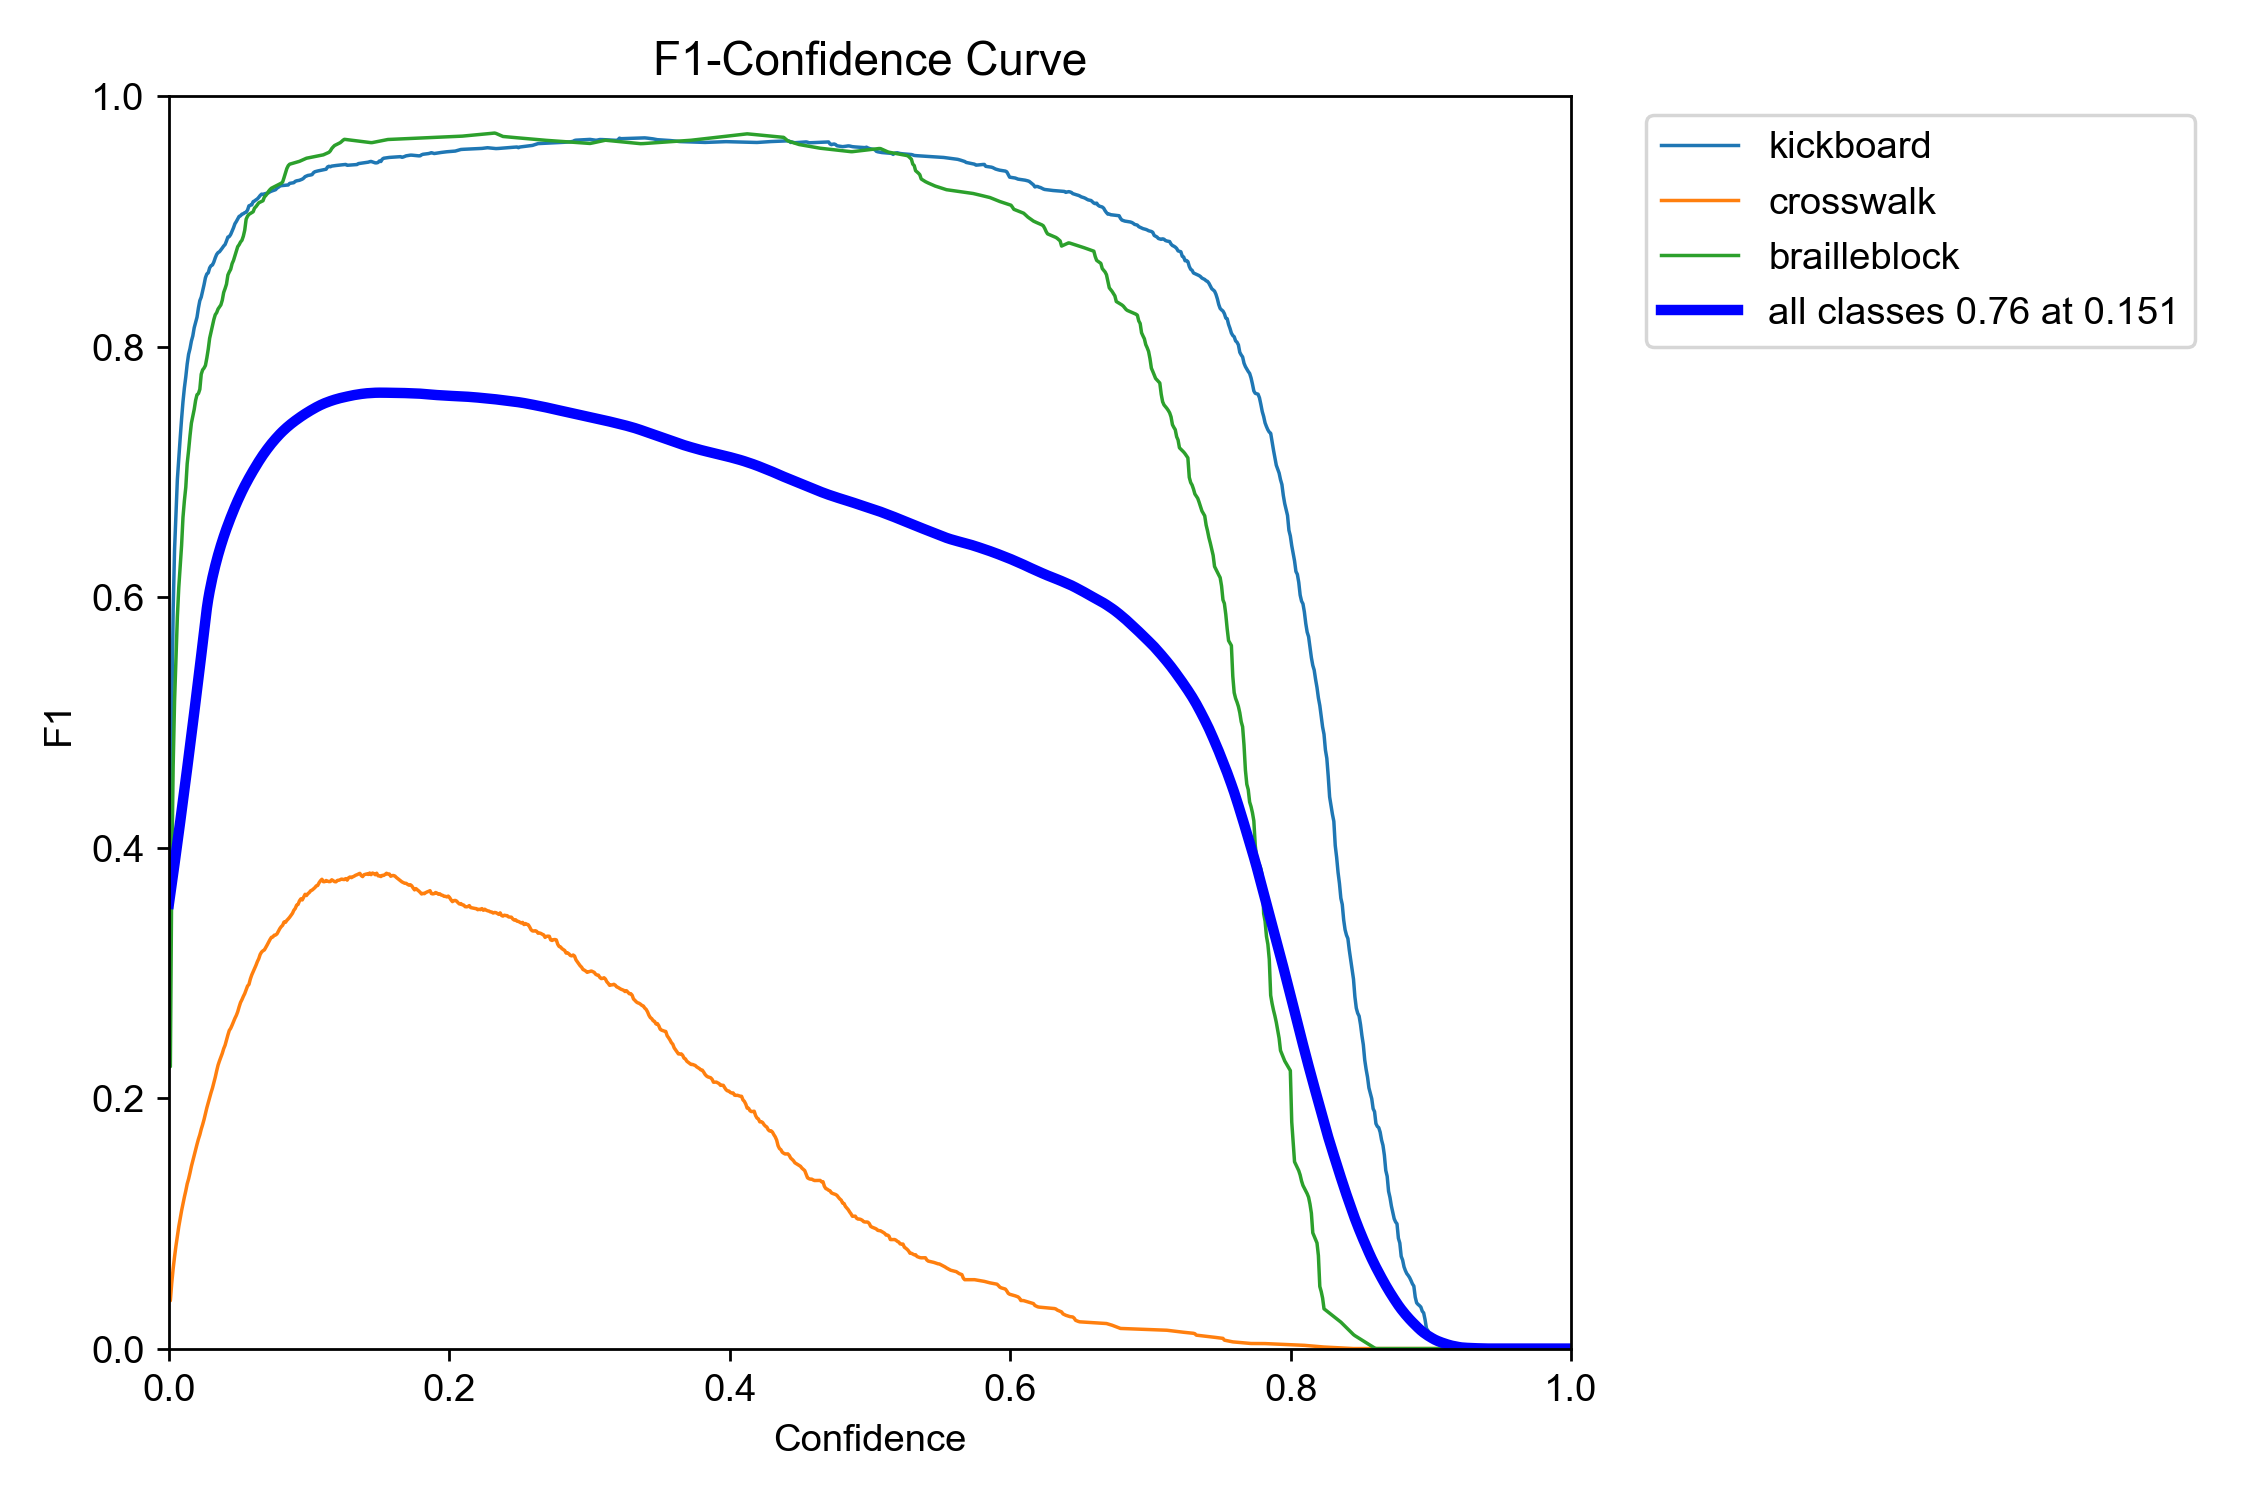 F1-Confidence Curve
1.0
0.8
0.6
0.4
0.2
0.0
F1
0.0 0.2 0.4 0.6 0.8 1.0
Confidence
kickboard
crosswalk
brailleblock
all classes 0.76 at 0.151